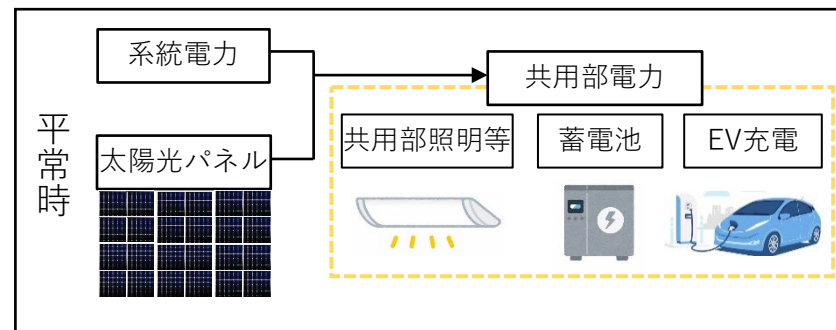 平常時
系統電力
太陽光パネル
共用部電力
共用部照明等
蓄電池
EV充電